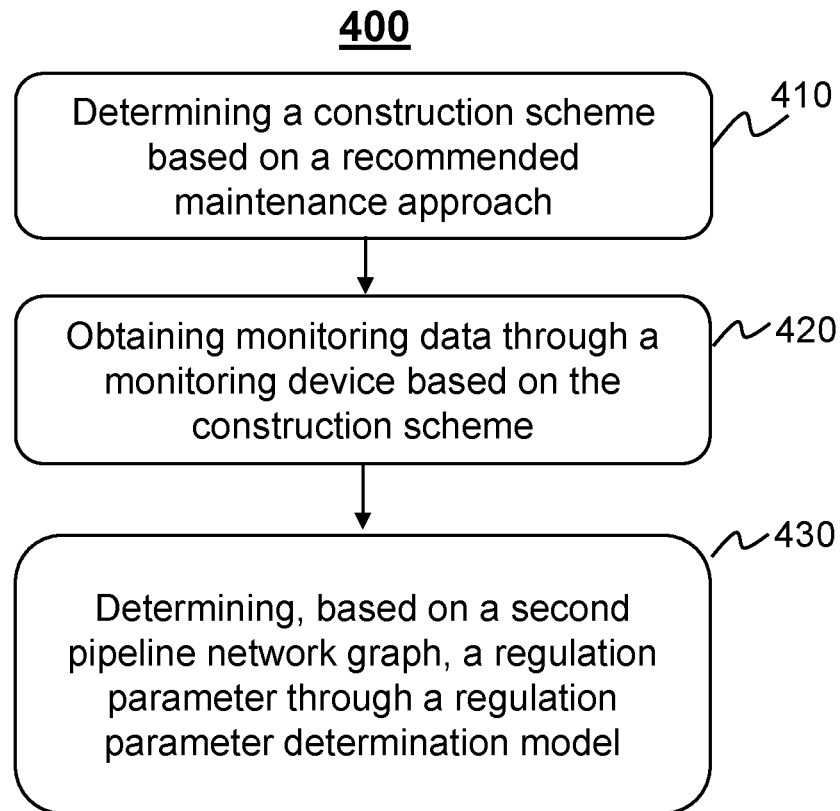 400
Determining a construction scheme
based on a recommended
maintenance approach
410
Obtaining monitoring data through a
monitoring device based on the
construction scheme
420
Determining, based on a second
pipeline network graph, a regulation
parameter through a regulation
parameter determination model
430